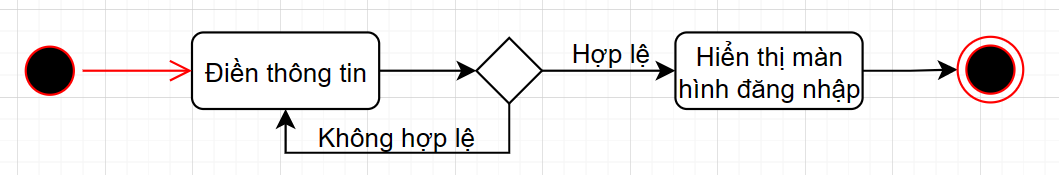 Điền thông tin
Hợp lệ
Hiển thị màn
hình đăng nhập
Không hợp lệ